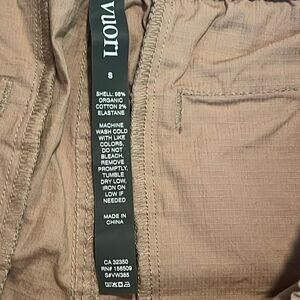 vuori
S
SHELL: 98%
ORGANIC
COTTON 2%
ELASTANE
MACHINE
WASH COLD
WITH LIKE
COLORS,
DO NOT
BLEACH,
REMOVE
PROMPTLY,
TUMBLE
DRY LOW,
IRON ON
LOW IF
NEEDED
MADE IN
CHINA
CA 32350
RN# 156509
S#VW385